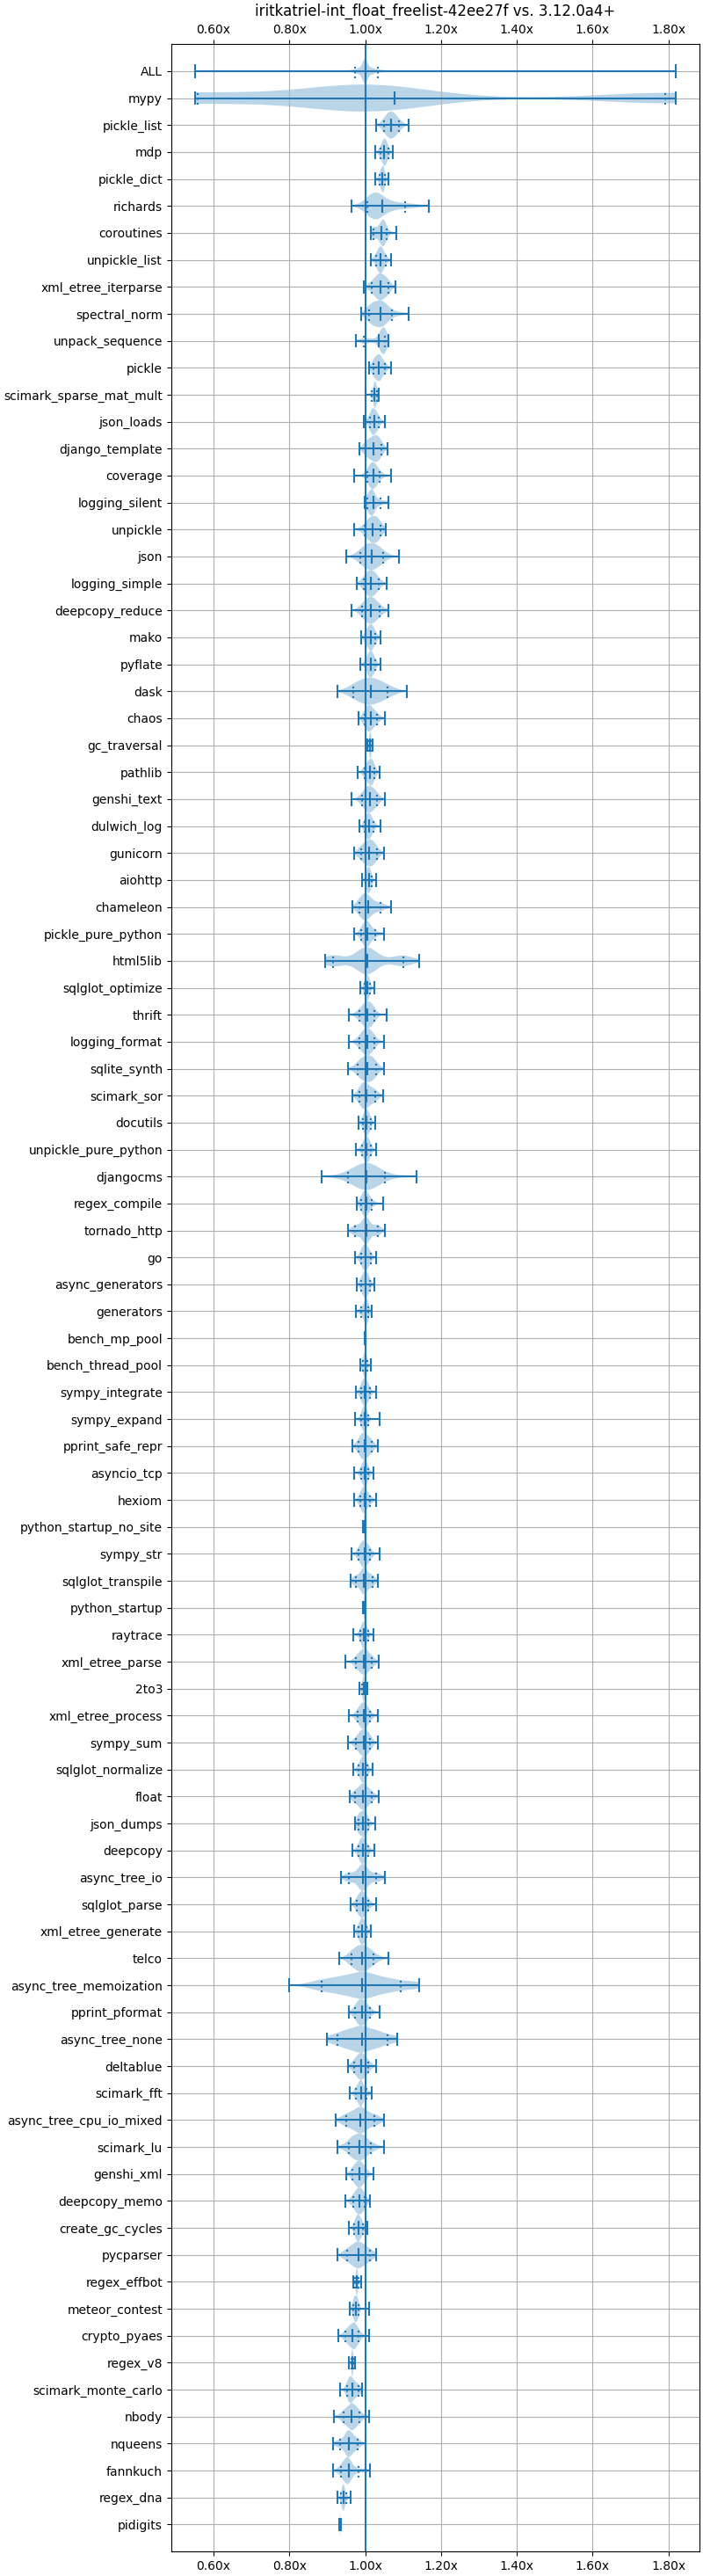 iritkatriel-int_float_freelist-42ee27f vs. 3.12.0a4+
0.60x 0.80x 1.00x 1.20x 1.40x 1.60x 1.80x
ALL
mypy
pickle_list
mdp
pickle_dict
richards
coroutines
unpickle_list
xml_etree_iterparse
spectral_norm
unpack_sequence
pickle
scimark_sparse_mat_mult
json_loads
django_template
coverage
logging_silent
unpickle
json
logging_simple
deepcopy_reduce
mako
pyflate
dask
chaos
gc_traversal
pathlib
genshi_text
dulwich_log
gunicorn
aiohttp
chameleon
pickle_pure_python
html5lib
sqlglot_optimize
thrift
logging_format
sqlite_synth
scimark_sor
docutils
unpickle_pure_python
djangocms
regex_compile
tornado_http
go
async_generators
generators
bench_mp_pool
bench_thread_pool
sympy_integrate
sympy_expand
pprint_safe_repr
asyncio_tcp
hexiom
python_startup_no_site
sympy_str
sqlglot_transpile
python_startup
raytrace
xml_etree_parse
2to3
xml_etree_process
sympy_sum
sqlglot_normalize
float
json_dumps
deepcopy
async_tree_io
sqlglot_parse
xml_etree_generate
telco
async_tree_memoization
pprint_pformat
async_tree_none
deltablue
scimark_fft
async_tree_cpu_io_mixed
scimark_lu
genshi_xml
deepcopy_memo
create_gc_cycles
pycparser
regex_effbot
meteor_contest
crypto_pyaes
regex_v8
scimark_monte_carlo
nbody
nqueens
fannkuch
regex_dna
pidigits
0.60x 0.80x 1.00x 1.20x 1.40x 1.60x 1.80x